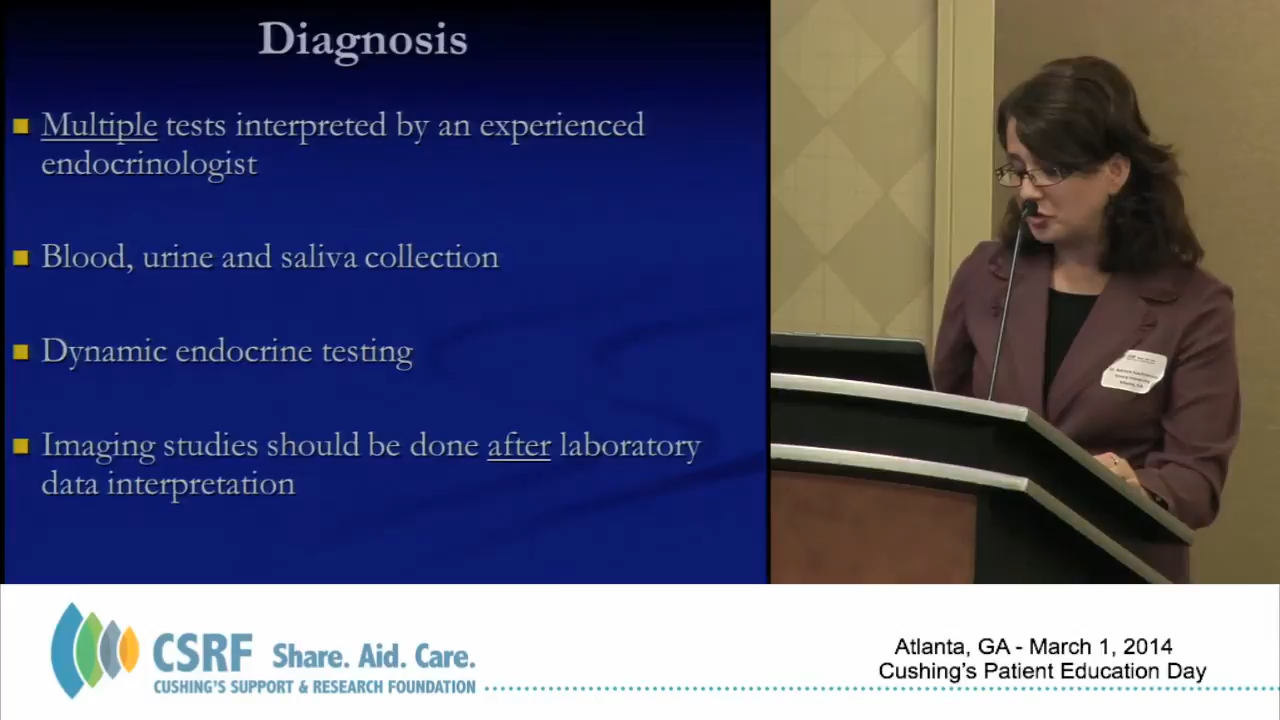 Diagnosis
Multiple tests interpreted by an experienced
endocrinologist
Blood, urine and saliva collection
Dynamic endocrine testing
Imaging studies should be done after laboratory
data interpretation
CSRF Share. Aid. Care.
CUSHING'S SUPPORT & RESEARCH FOUNDATION
Atlanta, GA - March 1, 2014
Cushing's Patient Education Day